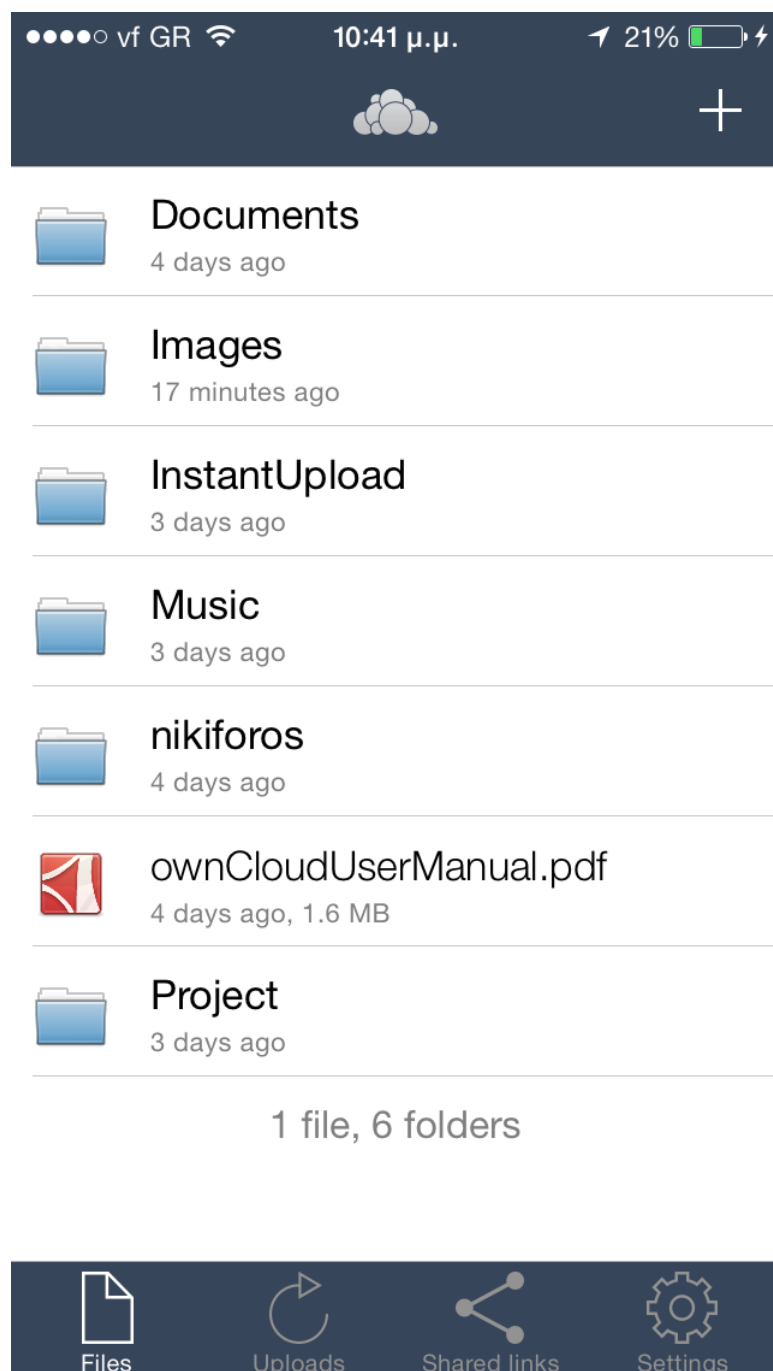 vf GR 10:41 μ.μ. 21%
Documents
4 days ago
Images
17 minutes ago
InstantUpload
3 days ago
Music
3 days ago
nikiforos
4 days ago
ownCloudUserManual.pdf
4 days ago, 1.6 MB
Project
3 days ago
1 file, 6 folders
Files Uploads Shared links Settings